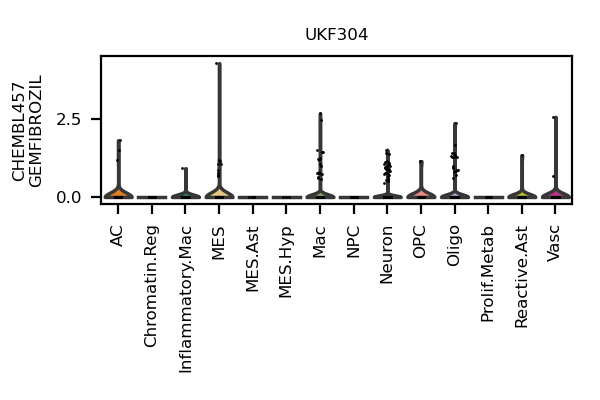 UKF304
CHEMBL457
GEMFIBROZIL
2.5
0.0
AC
Chromatin.Reg
Inflammatory.Mac
MES
MES.Ast
MES.Hyp
Mac
NPC
Neuron
OPC
Oligo
Prolif.Metab
Reactive.Ast
Vasc